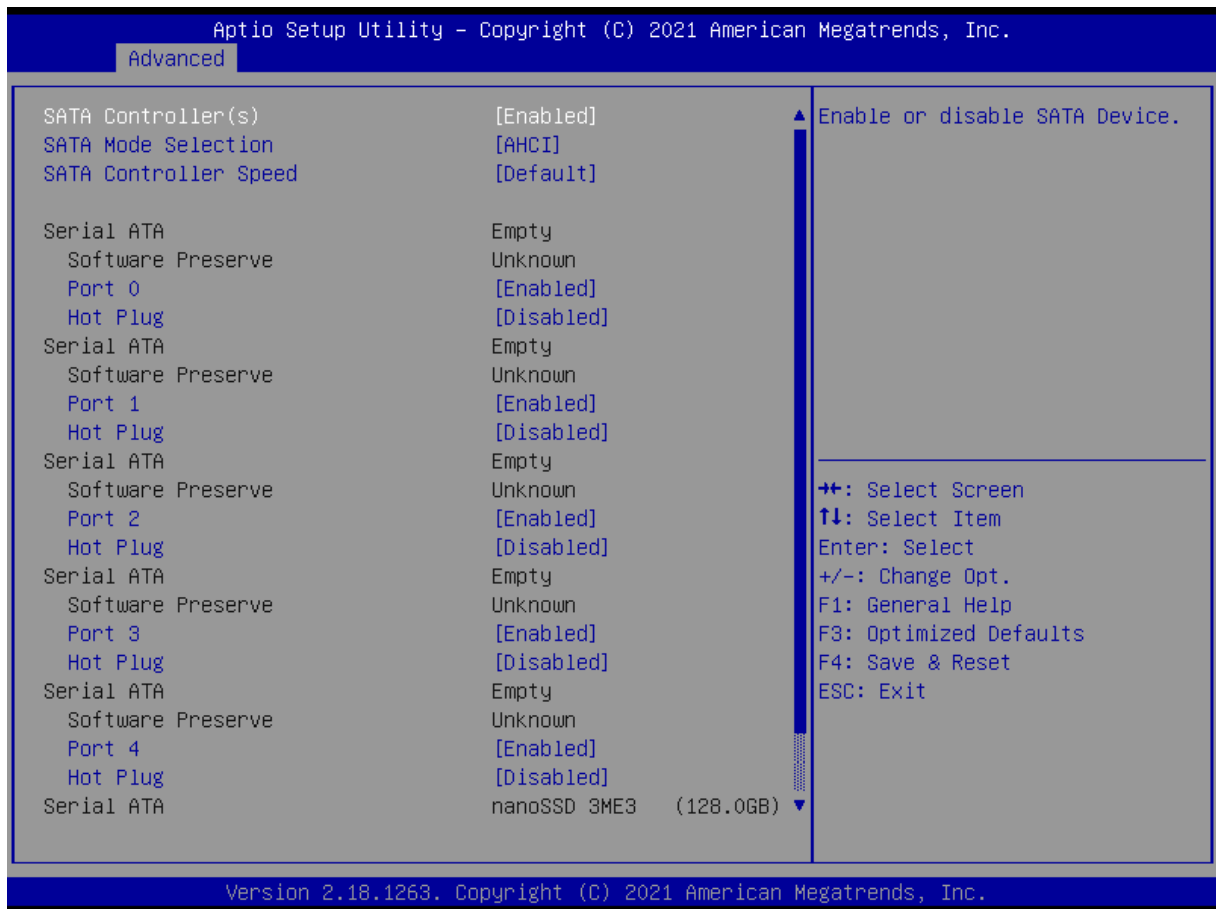 Aptio Setup Utility – Copyright (C) 2021 American Megatrends, Inc.
Advanced
SATA Controller(s) [Enabled]
SATA Mode Selection [AHCI]
SATA Controller Speed [Default]
Serial ATA Empty
Software Preserve Unknown
Port 0 [Enabled]
Hot Plug [Disabled]
Serial ATA Empty
Software Preserve Unknown
Port 1 [Enabled]
Hot Plug [Disabled]
Serial ATA Empty
Software Preserve Unknown
Port 2 [Enabled]
Hot Plug [Disabled]
Serial ATA Empty
Software Preserve Unknown
Port 3 [Enabled]
Hot Plug [Disabled]
Serial ATA Empty
Software Preserve Unknown
Port 4 [Enabled]
Hot Plug [Disabled]
Serial ATA nanoSSD 3ME3 (128.0GB)
Enable or disable SATA Device.
→←: Select Screen
↑↓: Select Item
Enter: Select
+/-: Change Opt.
F1: General Help
F3: Optimized Defaults
F4: Save & Reset
ESC: Exit
Version 2.18.1263. Copyright (C) 2021 American Megatrends, Inc.